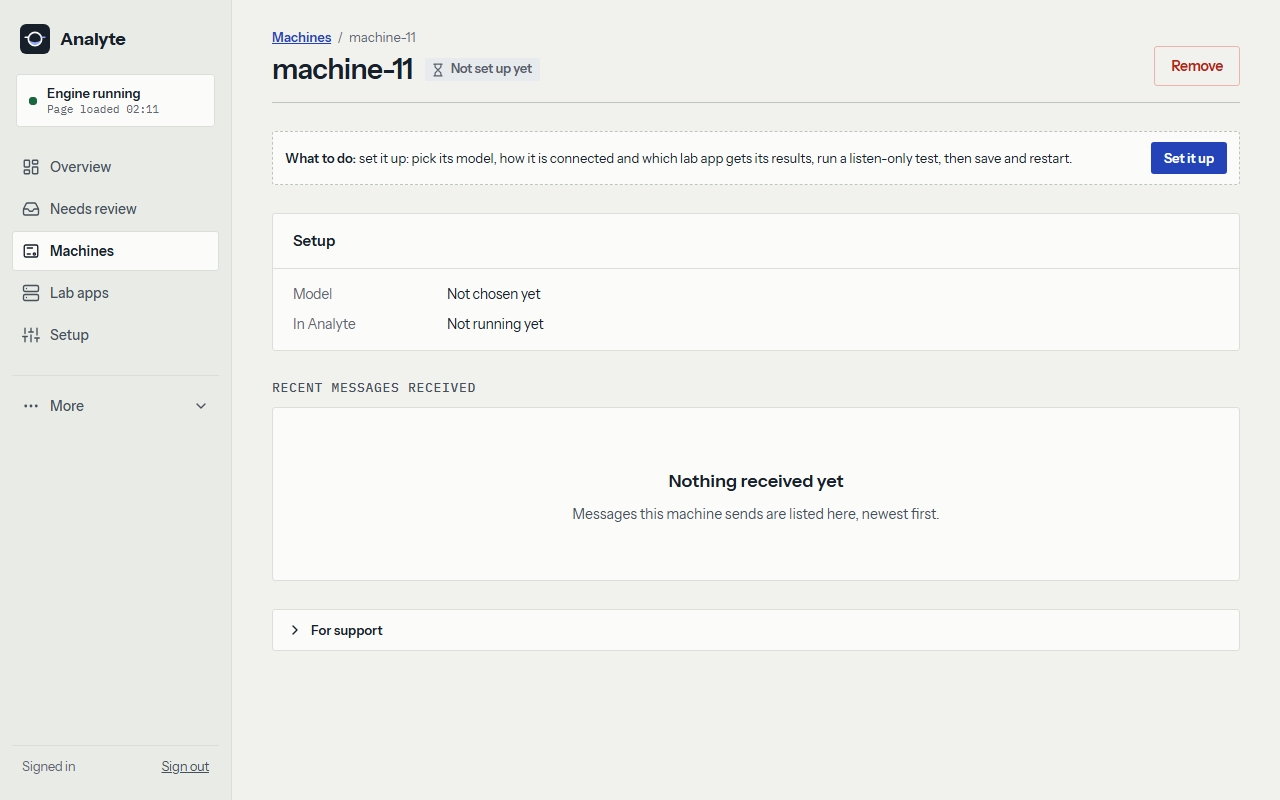 Analyte
Engine running
Page loaded 02:11
Overview
Needs review
Machines
Lab apps
Setup
More
Signed in
Sign out
Machines / machine-11
machine-11
Not set up yet
Remove
What to do: set it up: pick its model, how it is connected and which lab app gets its results, run a listen-only test, then save and restart.
Set it up
Setup
Model Not chosen yet
In Analyte Not running yet
RECENT MESSAGES RECEIVED
Nothing received yet
Messages this machine sends are listed here, newest first.
For support